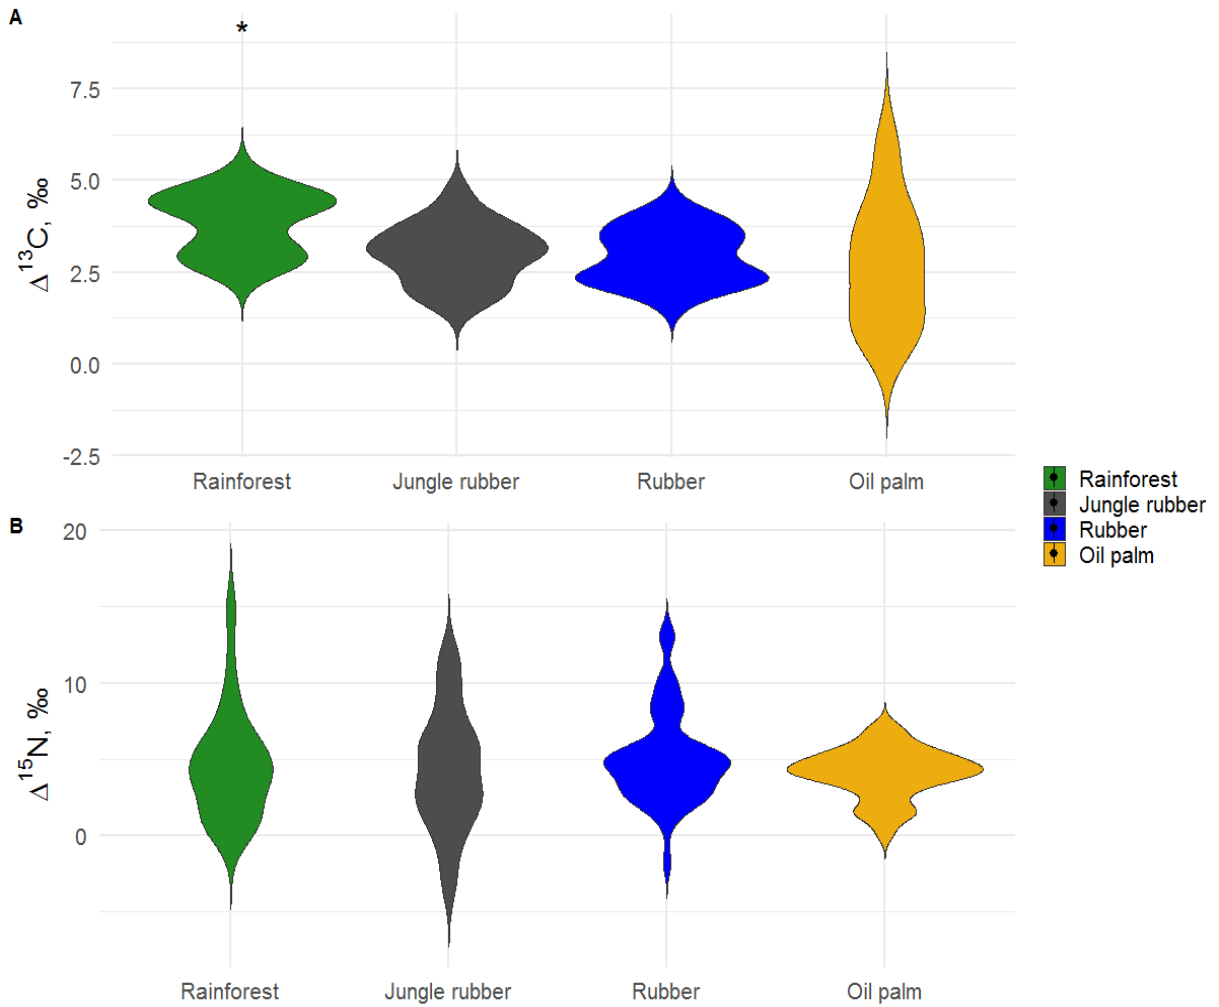 A
*
7.5
5.0
2.5
0.0
-2.5
Δ¹³C, ‰
Rainforest Jungle rubber Rubber Oil palm
Rainforest
Jungle rubber
Rubber
Oil palm
B
20
10
0
Δ¹⁵N, ‰
Rainforest Jungle rubber Rubber Oil palm